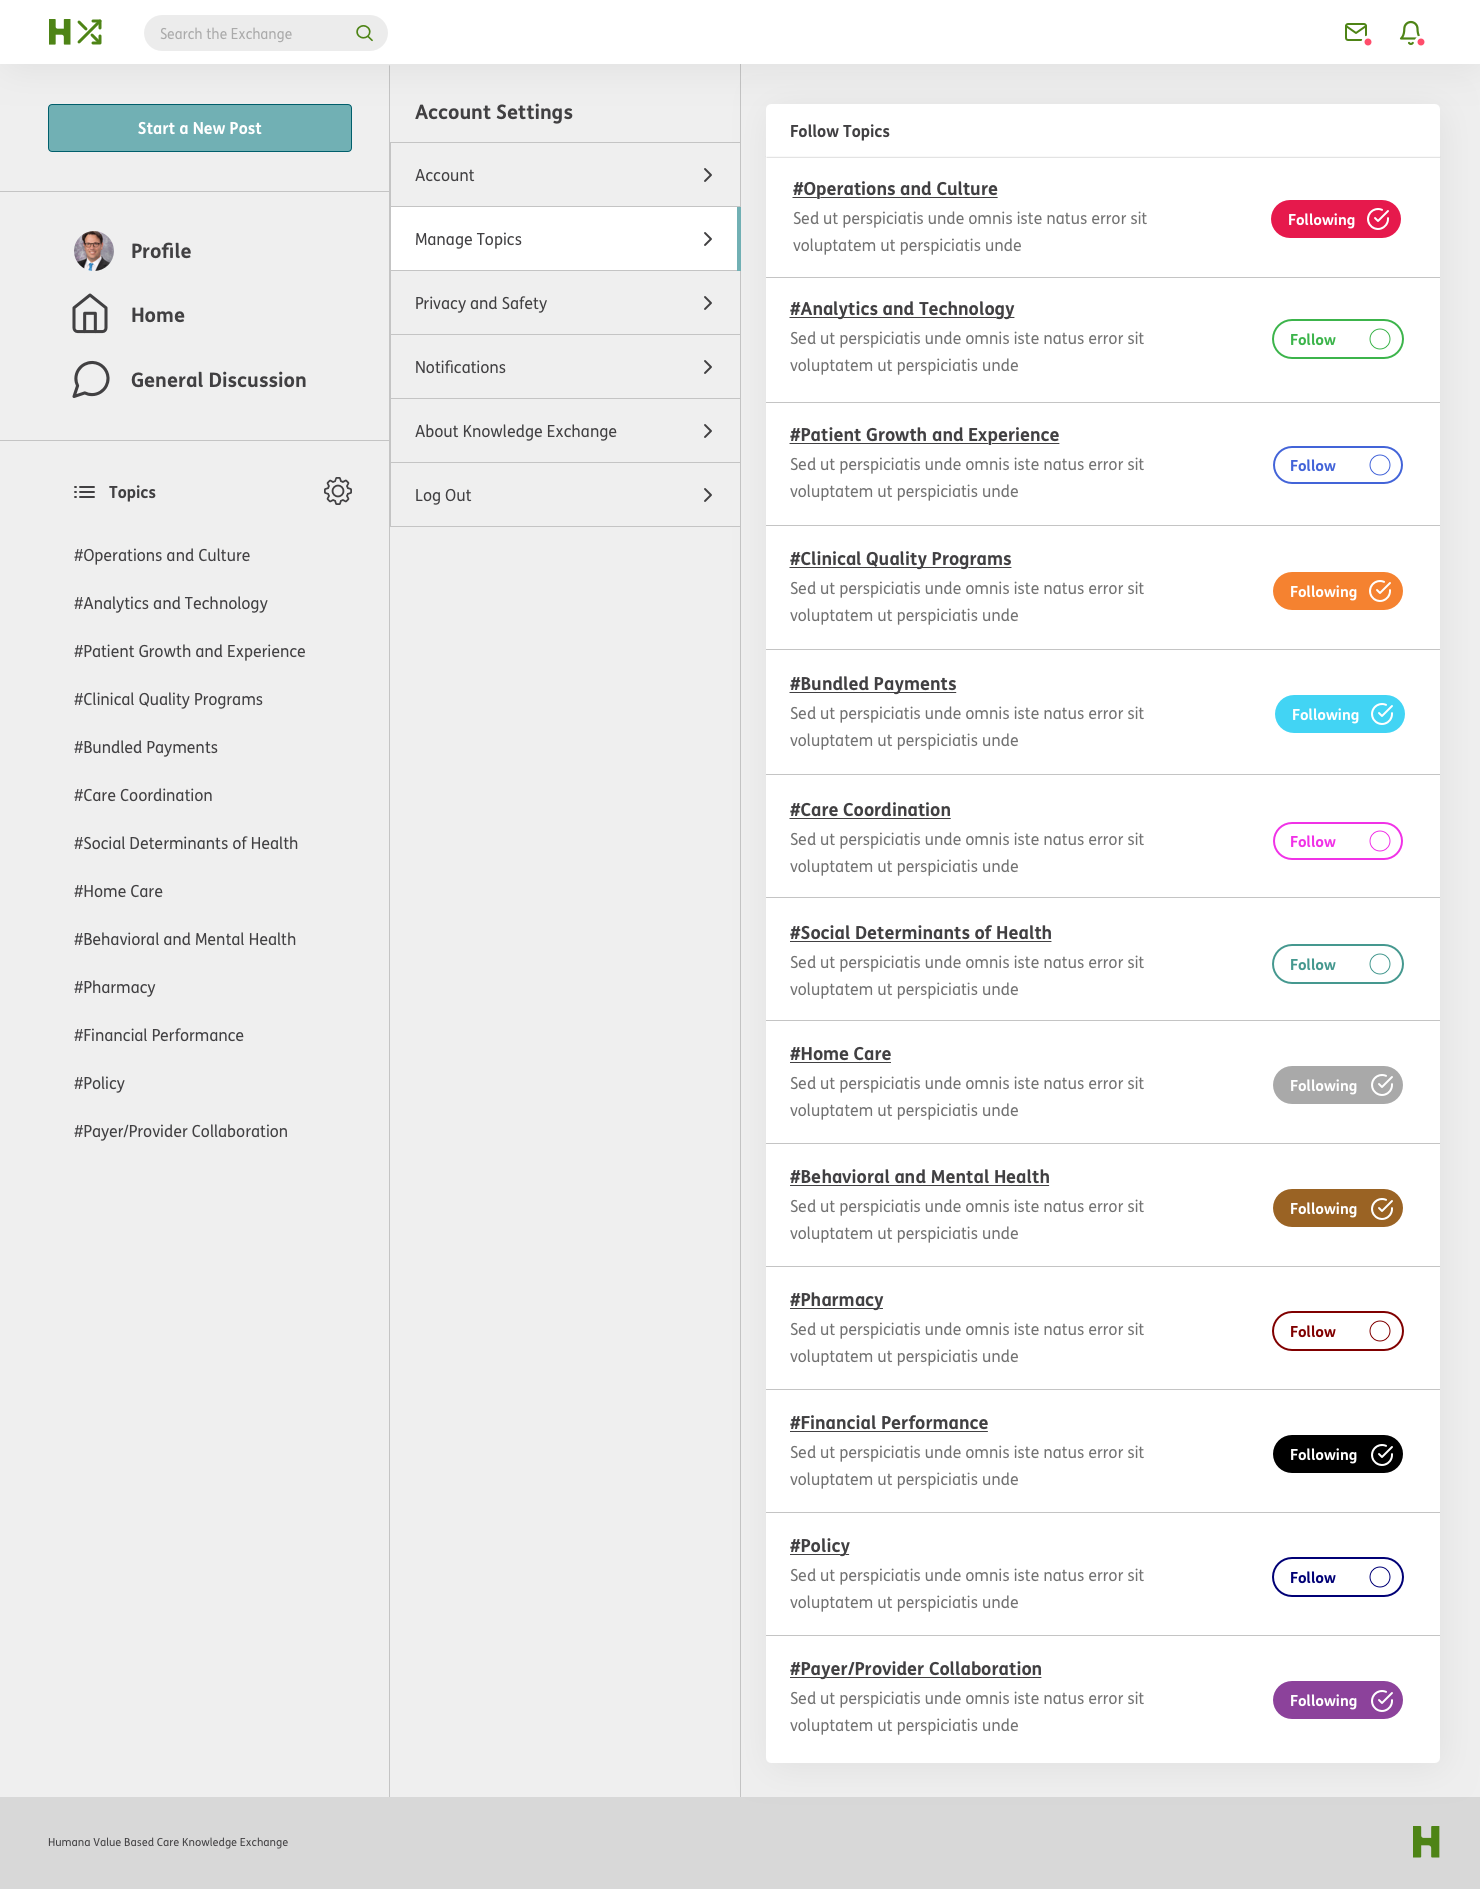 H
Search the Exchange
Start a New Post
Profile
Home
General Discussion
Topics
#Operations and Culture
#Analytics and Technology
#Patient Growth and Experience
#Clinical Quality Programs
#Bundled Payments
#Care Coordination
#Social Determinants of Health
#Home Care
#Behavioral and Mental Health
#Pharmacy
#Financial Performance
#Policy
#Payer/Provider Collaboration
Account Settings
Account
Manage Topics
Privacy and Safety
Notifications
About Knowledge Exchange
Log Out
Follow Topics
#Operations and Culture
Sed ut perspiciatis unde omnis iste natus error sit
voluptatem ut perspiciatis unde
Following
#Analytics and Technology
Sed ut perspiciatis unde omnis iste natus error sit
voluptatem ut perspiciatis unde
Follow
#Patient Growth and Experience
Sed ut perspiciatis unde omnis iste natus error sit
voluptatem ut perspiciatis unde
Follow
#Clinical Quality Programs
Sed ut perspiciatis unde omnis iste natus error sit
voluptatem ut perspiciatis unde
Following
#Bundled Payments
Sed ut perspiciatis unde omnis iste natus error sit
voluptatem ut perspiciatis unde
Following
#Care Coordination
Sed ut perspiciatis unde omnis iste natus error sit
voluptatem ut perspiciatis unde
Follow
#Social Determinants of Health
Sed ut perspiciatis unde omnis iste natus error sit
voluptatem ut perspiciatis unde
Follow
#Home Care
Sed ut perspiciatis unde omnis iste natus error sit
voluptatem ut perspiciatis unde
Following
#Behavioral and Mental Health
Sed ut perspiciatis unde omnis iste natus error sit
voluptatem ut perspiciatis unde
Following
#Pharmacy
Sed ut perspiciatis unde omnis iste natus error sit
voluptatem ut perspiciatis unde
Follow
#Financial Performance
Sed ut perspiciatis unde omnis iste natus error sit
voluptatem ut perspiciatis unde
Following
#Policy
Sed ut perspiciatis unde omnis iste natus error sit
voluptatem ut perspiciatis unde
Follow
#Payer/Provider Collaboration
Sed ut perspiciatis unde omnis iste natus error sit
voluptatem ut perspiciatis unde
Following
Humana Value Based Care Knowledge Exchange
H